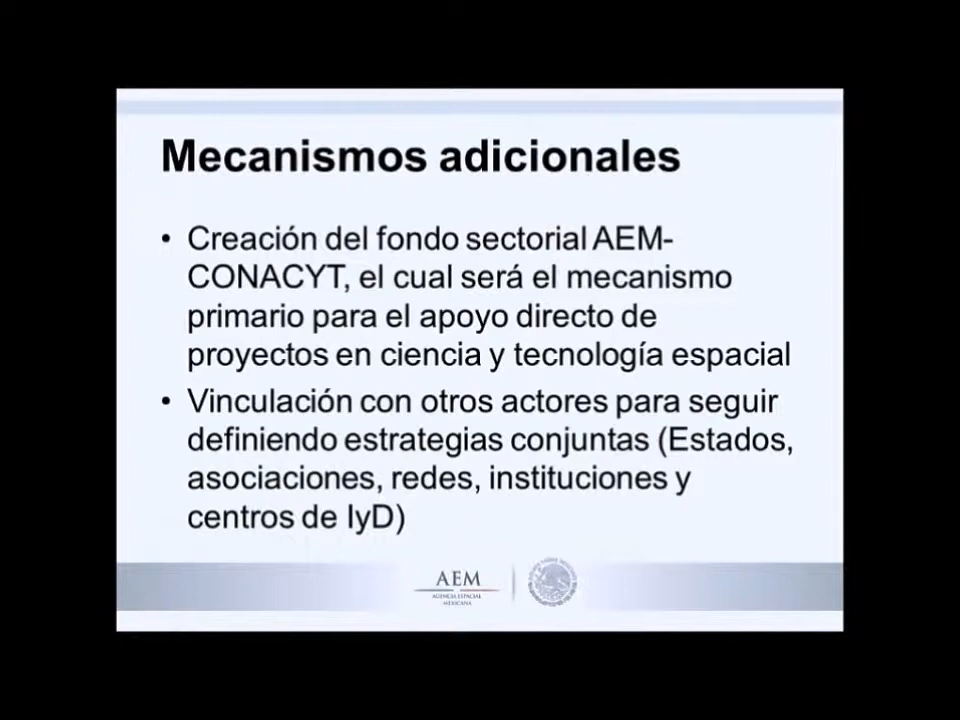 Mecanismos adicionales
• Creación del fondo sectorial AEM-
CONACYT, el cual será el mecanismo
primario para el apoyo directo de
proyectos en ciencia y tecnología espacial
• Vinculación con otros actores para seguir
definiendo estrategias conjuntas (Estados,
asociaciones, redes, instituciones y
centros de IyD)
AEM
AGENCIA ESPACIAL
MEXICANA